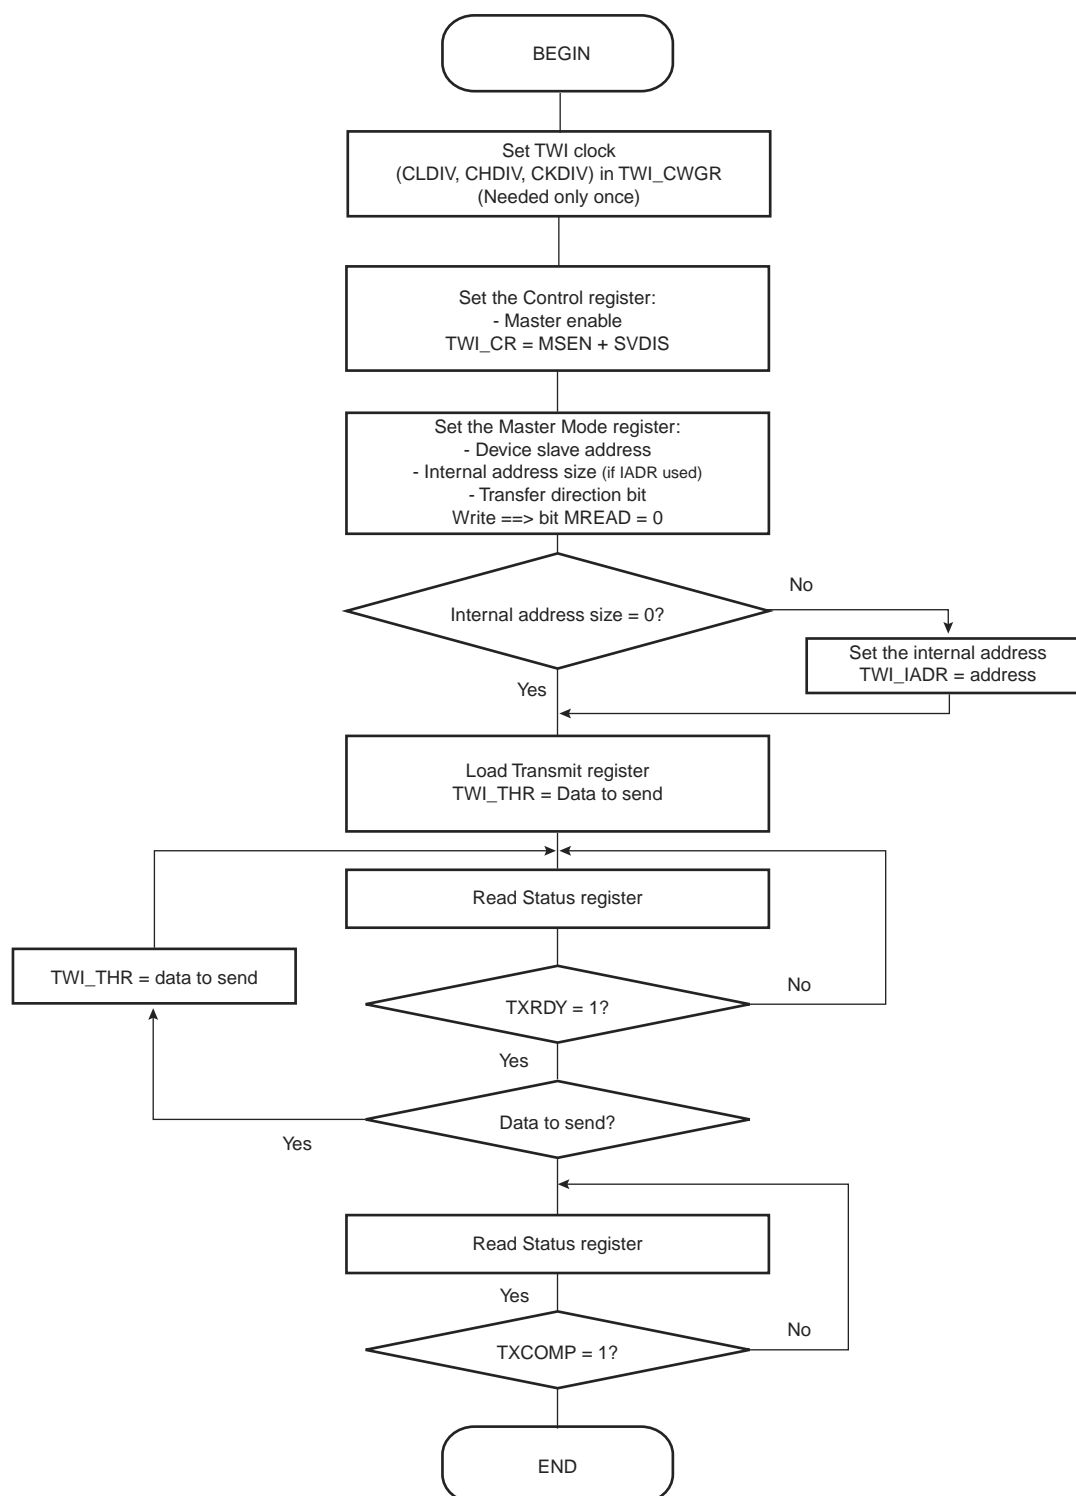 BEGIN
Set TWI clock
(CLDIV, CHDIV, CKDIV) in TWI_CWGR
(Needed only once)
Set the Control register:
- Master enable
TWI_CR = MSEN + SVDIS
Set the Master Mode register:
- Device slave address
- Internal address size (if IADR used)
- Transfer direction bit
Write ==> bit MREAD = 0
No
Internal address size = 0?
Set the internal address
TWI_IADR = address
Yes
Load Transmit register
TWI_THR = Data to send
Read Status register
TWI_THR = data to send
No
TXRDY = 1?
Yes
Data to send?
Yes
Read Status register
Yes
No
TXCOMP = 1?
END